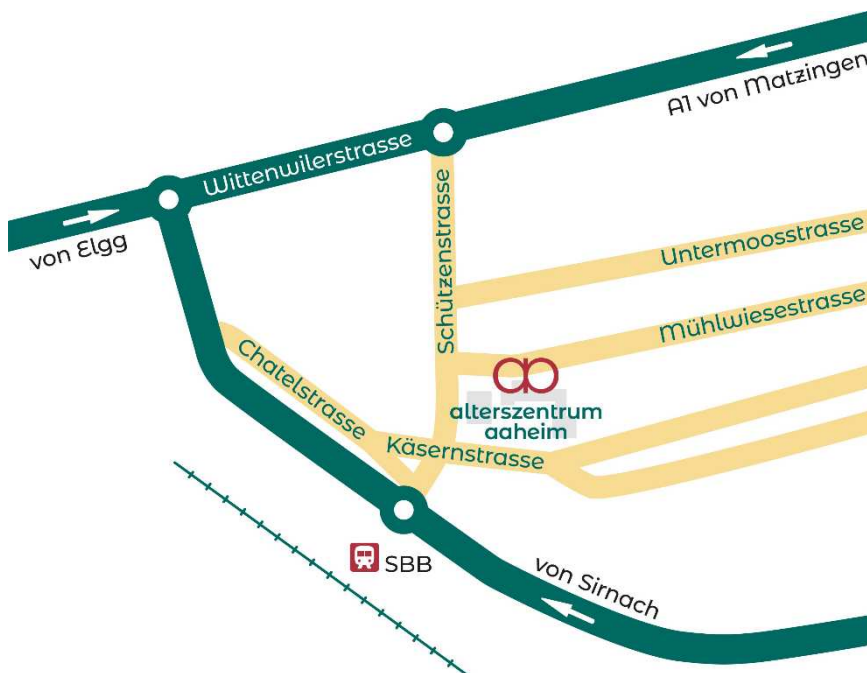 A1 von Matzingen
Wittenwilerstrasse
von Elgg
Schützenstrasse
Untermoosstrasse
Mühlwiesestrasse
Chatelstrasse
alterszentrum
aaheim
Käsernstrasse
SBB
von Sirnach